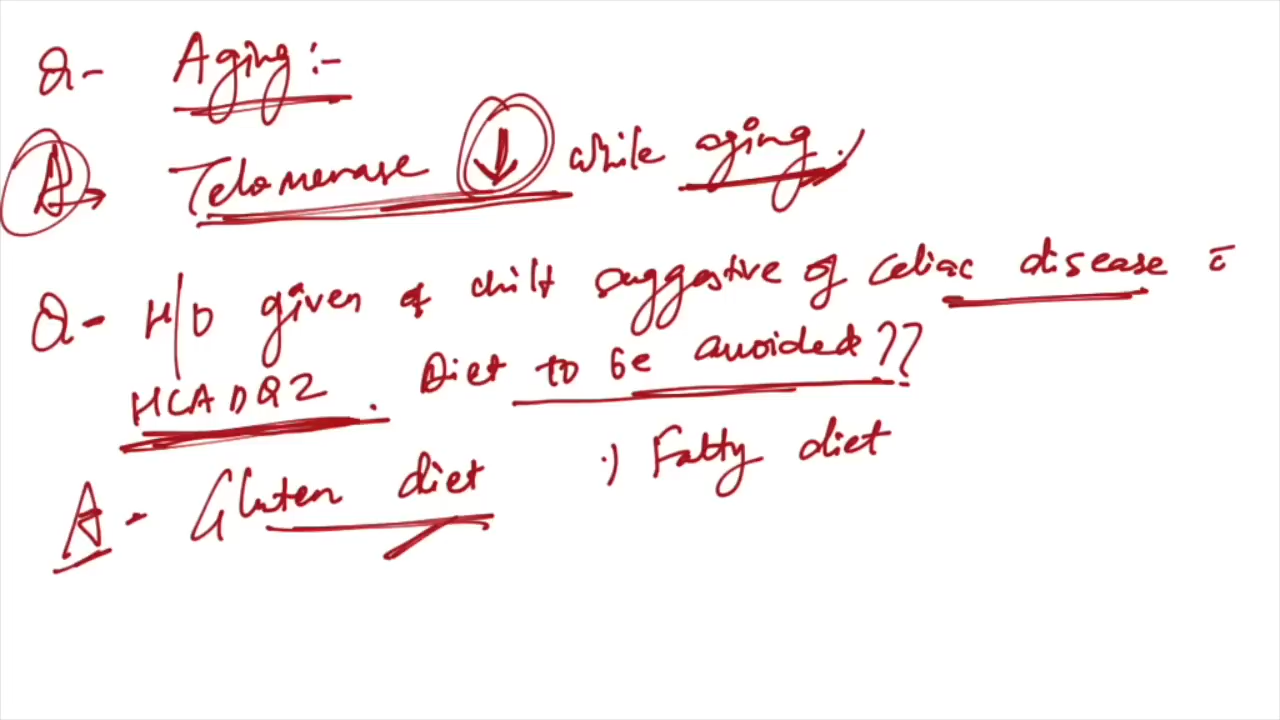 Q- Aging:-
A→ Telomerase ↓ while aging.
Q- H/O given of child suggestive of celiac disease c̄
HLA DQ2. Diet to be avoided??
A- Gluten diet :) Fatty diet